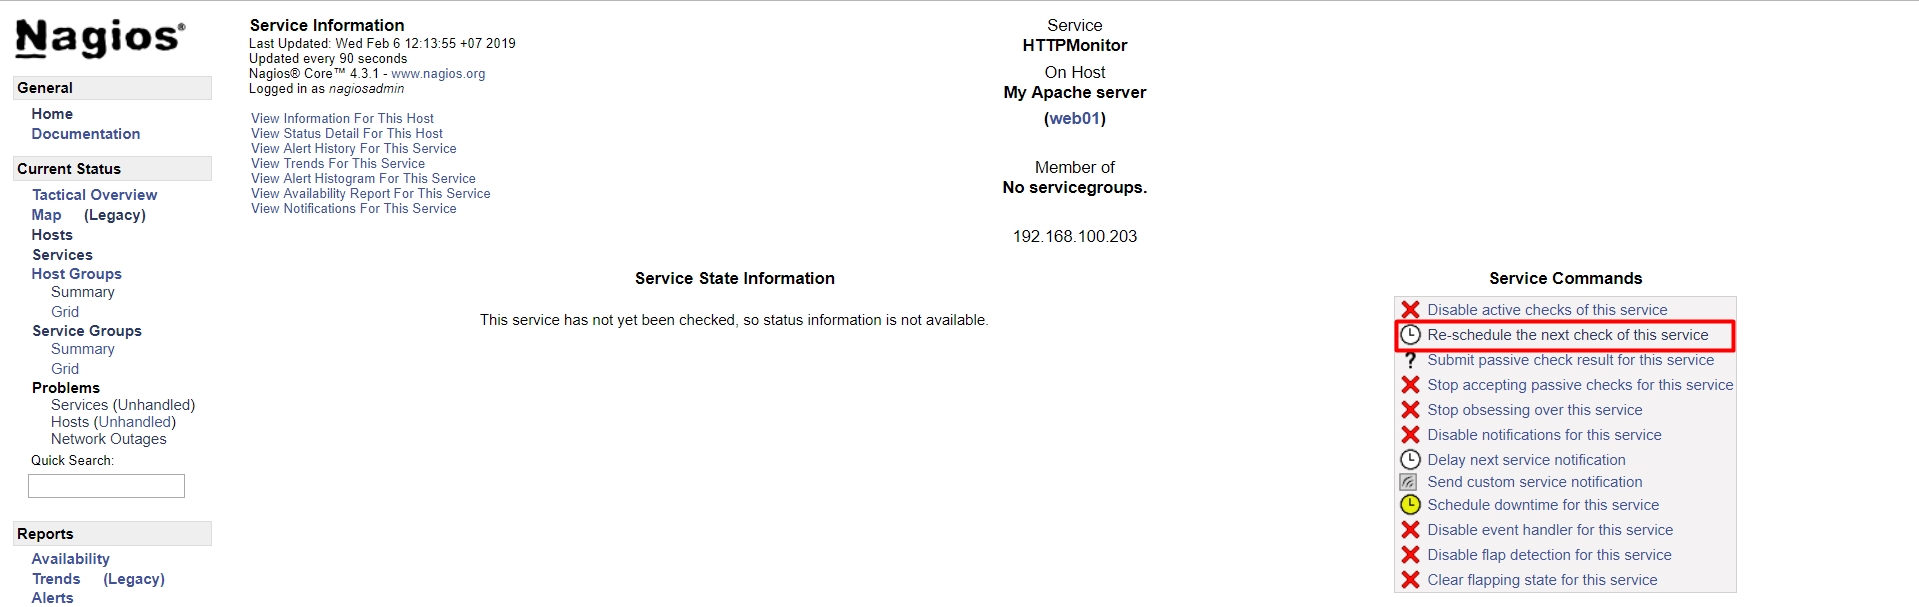 Nagios®
General
Home
Documentation
Current Status
Tactical Overview
Map (Legacy)
Hosts
Services
Host Groups
Summary
Grid
Service Groups
Summary
Grid
Problems
Services (Unhandled)
Hosts (Unhandled)
Network Outages
Quick Search:
Reports
Availability
Trends (Legacy)
Alerts
Service Information
Last Updated: Wed Feb 6 12:13:55 +07 2019
Updated every 90 seconds
Nagios® Core™ 4.3.1 - www.nagios.org
Logged in as nagiosadmin
View Information For This Host
View Status Detail For This Host
View Alert History For This Service
View Trends For This Service
View Alert Histogram For This Service
View Availability Report For This Service
View Notifications For This Service
Service
HTTPMonitor
On Host
My Apache server
(web01)
Member of
No servicegroups.
192.168.100.203
Service State Information
This service has not yet been checked, so status information is not available.
Service Commands
Disable active checks of this service
Re-schedule the next check of this service
? Submit passive check result for this service
Stop accepting passive checks for this service
Stop obsessing over this service
Disable notifications for this service
Delay next service notification
Send custom service notification
Schedule downtime for this service
Disable event handler for this service
Disable flap detection for this service
Clear flapping state for this service